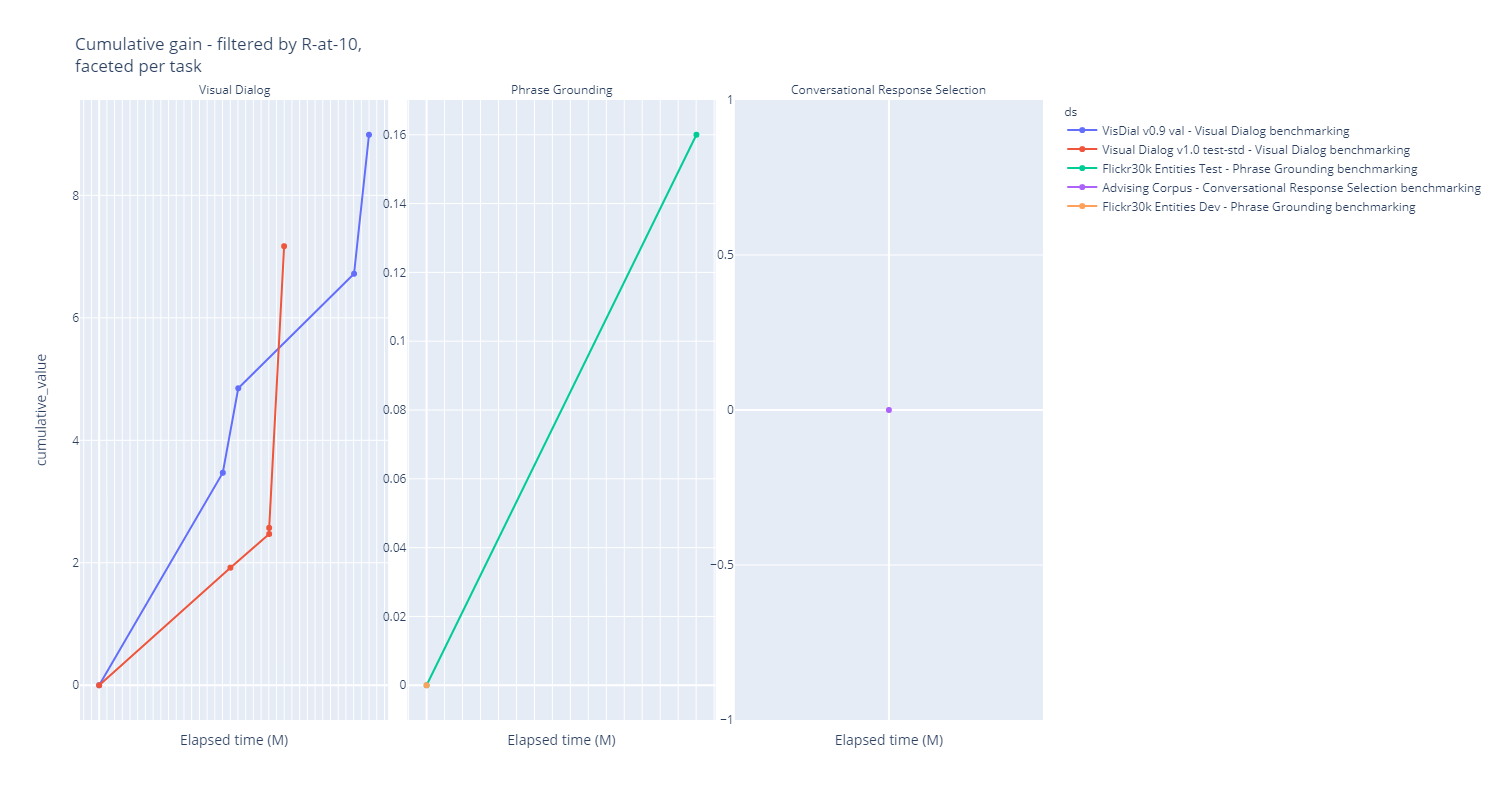 Cumulative gain - filtered by R-at-10,
faceted per task
Visual Dialog
Phrase Grounding
Conversational Response Selection
cumulative_value
8
6
4
2
0
Elapsed time (M)
0.16
0.14
0.12
0.1
0.08
0.06
0.04
0.02
0
Elapsed time (M)
1
0.5
0
−0.5
−1
Elapsed time (M)
ds
VisDial v0.9 val - Visual Dialog benchmarking
Visual Dialog v1.0 test-std - Visual Dialog benchmarking
Flickr30k Entities Test - Phrase Grounding benchmarking
Advising Corpus - Conversational Response Selection benchmarking
Flickr30k Entities Dev - Phrase Grounding benchmarking